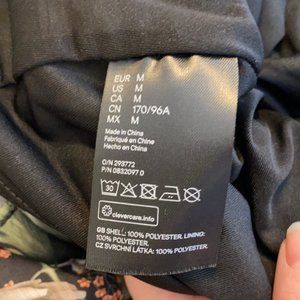 EUR M
US M
CA M
CN 170/96A
MX M
Made in China
Fabriqué en Chine
Hecho en China
O/N 293772
P/N 0832097 D
30
clevercare.info
GB SHELL: 100% POLYESTER. LINING:
100% POLYESTER.
CZ SVRCHNÍ LÁTKA: 100% POLYESTER.